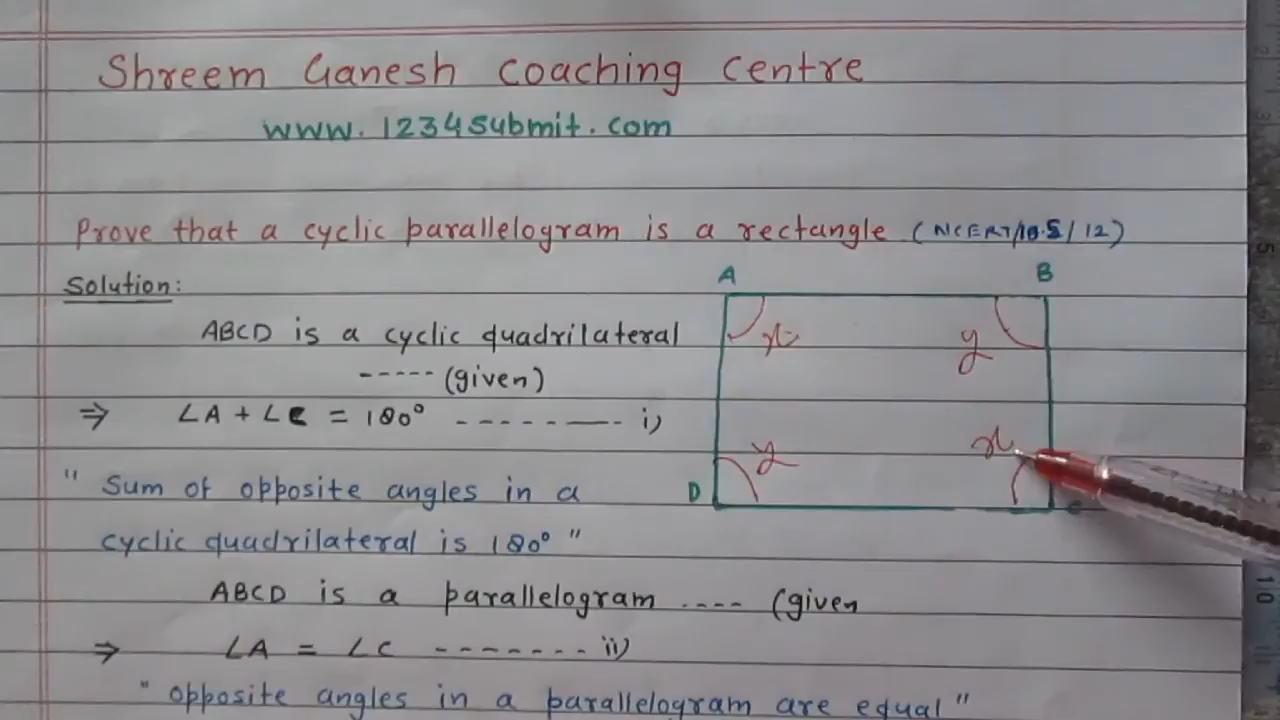 Shreem Ganesh Coaching Centre
www.1234submit.com
Prove that a cyclic parallelogram is a rectangle (NCERT/10.5/12)
Solution:
A B
ABCD is a cyclic quadrilateral
x y
----- (given)
⇒ ∠A + ∠C = 180° --------- i)
y x
"Sum of opposite angles in a
D C
cyclic quadrilateral is 180°"
ABCD is a parallelogram .---- (given
⇒ ∠A = ∠C ------- ii)
"opposite angles in a parallelogram are equal"